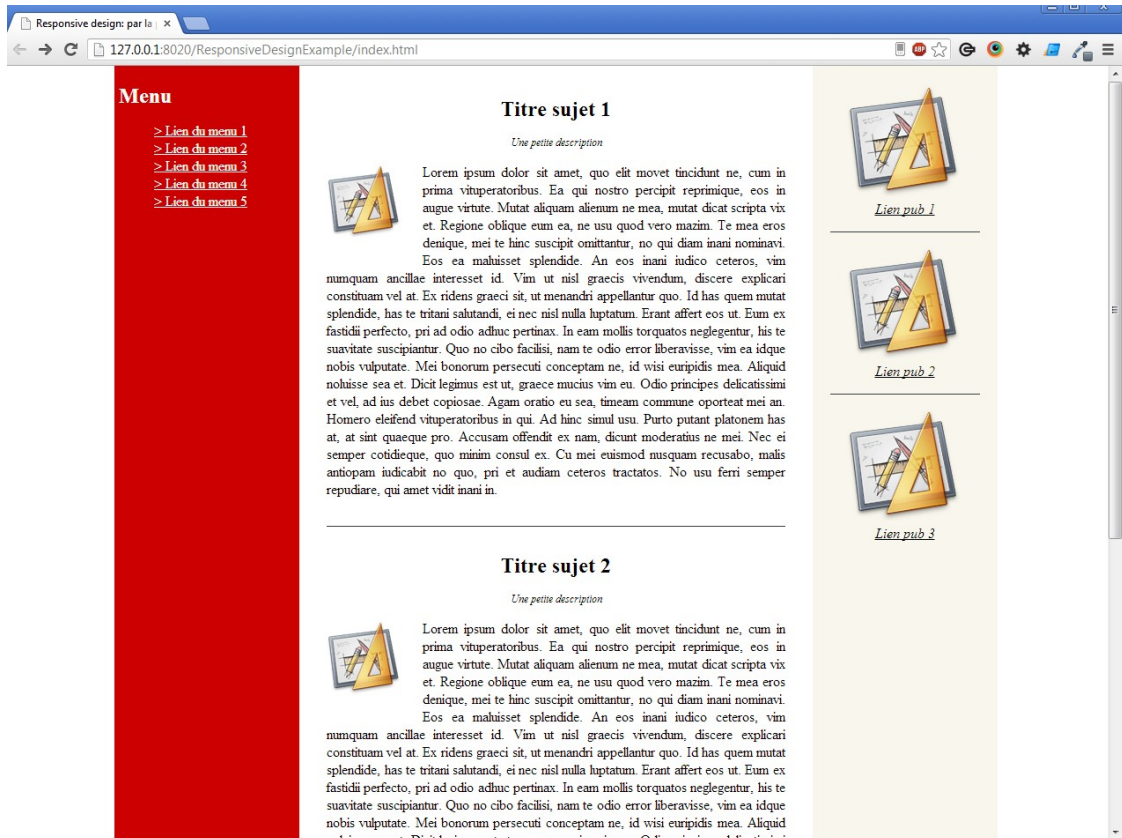 Responsive design: par la p
127.0.0.1:8020/ResponsiveDesignExample/index.html
ABP
Menu
> Lien du menu 1
> Lien du menu 2
> Lien du menu 3
> Lien du menu 4
> Lien du menu 5
Titre sujet 1
Une petite description
Lorem ipsum dolor sit amet, quo elit movet tincidunt ne, cum in
prima vituperatoribus. Ea qui nostro percipit reprimique, eos in
augue virtute. Mutat aliquam alienum ne mea, mutat dicat scripta vix
et. Regione oblique eum ea, ne usu quod vero mazim. Te mea eros
denique, mei te hinc suscipit omittantur, no qui diam inani nominavi.
Eos ea maluisset splendide. An eos inani iudico ceteros, vim
numquam ancillae interesset id. Vim ut nisl graecis vivendum, discere explicari
constituam vel at. Ex ridens graeci sit, ut menandri appellantur quo. Id has quem mutat
splendide, has te tritani salutandi, ei nec nisl nulla luptatum. Erant affert eos ut. Eum ex
fastidii perfecto, pri ad odio adhuc pertinax. In eam mollis torquatos neglegentur, his te
suavitate suscipiantur. Quo no cibo facilisi, nam te odio error liberavisse, vim ea idque
nobis vulputate. Mei bonorum persecuti conceptam ne, id wisi euripidis mea. Aliquid
noluisse sea et. Dicit legimus est ut, graece mucius vim eu. Odio principes delicatissimi
et vel, ad ius debet copiosae. Agam oratio eu sea, timeam commune oporteat mei an.
Homero eleifend vituperatoribus in qui. Ad hinc simul usu. Purto putant platonem has
at, at sint quaeque pro. Accusam offendit ex nam, dicunt moderatius ne mei. Nec ei
semper cotidieque, quo minim consul ex. Cu mei euismod nusquam recusabo, malis
antiopam iudicabit no quo, pri et audiam ceteros tractatos. No usu ferri semper
repudiare, qui amet vidit inani in.
Titre sujet 2
Une petite description
Lorem ipsum dolor sit amet, quo elit movet tincidunt ne, cum in
prima vituperatoribus. Ea qui nostro percipit reprimique, eos in
augue virtute. Mutat aliquam alienum ne mea, mutat dicat scripta vix
et. Regione oblique eum ea, ne usu quod vero mazim. Te mea eros
denique, mei te hinc suscipit omittantur, no qui diam inani nominavi.
Eos ea maluisset splendide. An eos inani iudico ceteros, vim
numquam ancillae interesset id. Vim ut nisl graecis vivendum, discere explicari
constituam vel at. Ex ridens graeci sit, ut menandri appellantur quo. Id has quem mutat
splendide, has te tritani salutandi, ei nec nisl nulla luptatum. Erant affert eos ut. Eum ex
fastidii perfecto, pri ad odio adhuc pertinax. In eam mollis torquatos neglegentur, his te
suavitate suscipiantur. Quo no cibo facilisi, nam te odio error liberavisse, vim ea idque
nobis vulputate. Mei bonorum persecuti conceptam ne, id wisi euripidis mea. Aliquid
Lien pub 1
Lien pub 2
Lien pub 3